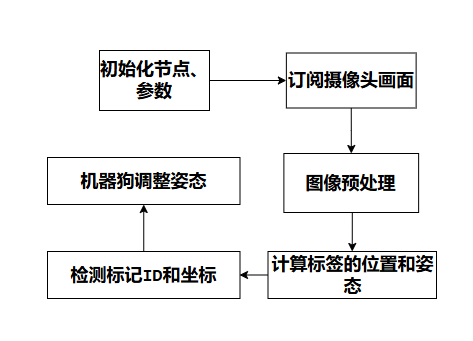 初始化节点、
参数
订阅摄像头画面
图像预处理
计算标签的位置和姿
态
检测标记ID和坐标
机器狗调整姿态